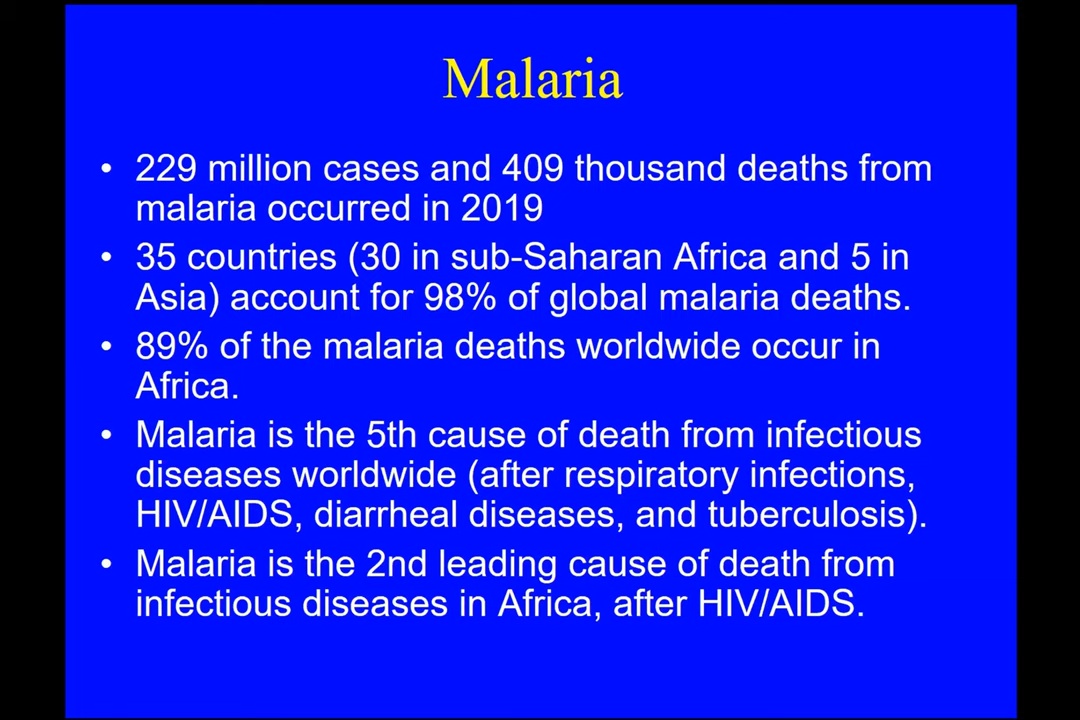 Malaria
• 229 million cases and 409 thousand deaths from
malaria occurred in 2019
• 35 countries (30 in sub-Saharan Africa and 5 in
Asia) account for 98% of global malaria deaths.
• 89% of the malaria deaths worldwide occur in
Africa.
• Malaria is the 5th cause of death from infectious
diseases worldwide (after respiratory infections,
HIV/AIDS, diarrheal diseases, and tuberculosis).
• Malaria is the 2nd leading cause of death from
infectious diseases in Africa, after HIV/AIDS.